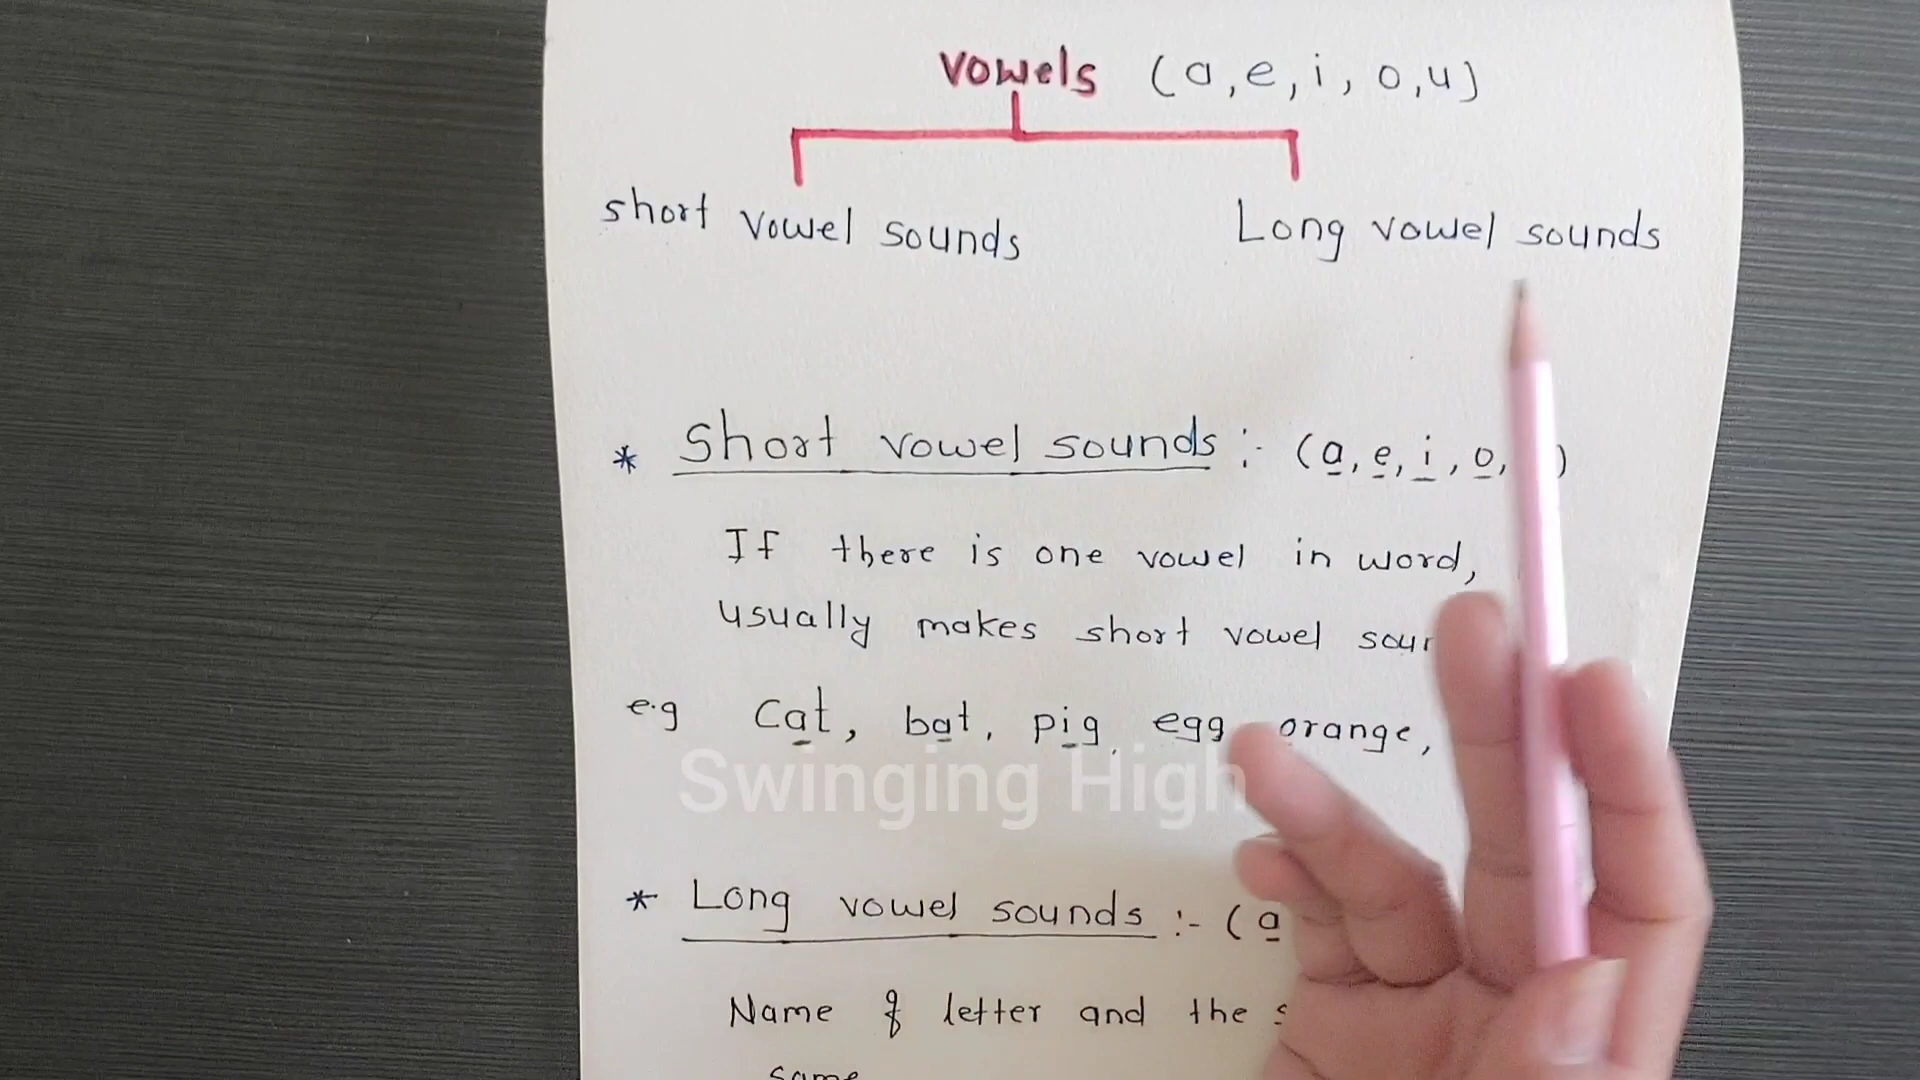 vowels (a, e, i, o, u)
short vowel sounds
Long vowel sounds
* Short vowel sounds :- (a, e, i, o, )
If there is one vowel in word,
usually makes short vowel
e.g cat, bat, pig, egg orange,
Swinging High
* Long vowel sounds :- (a
Name of letter and the
same